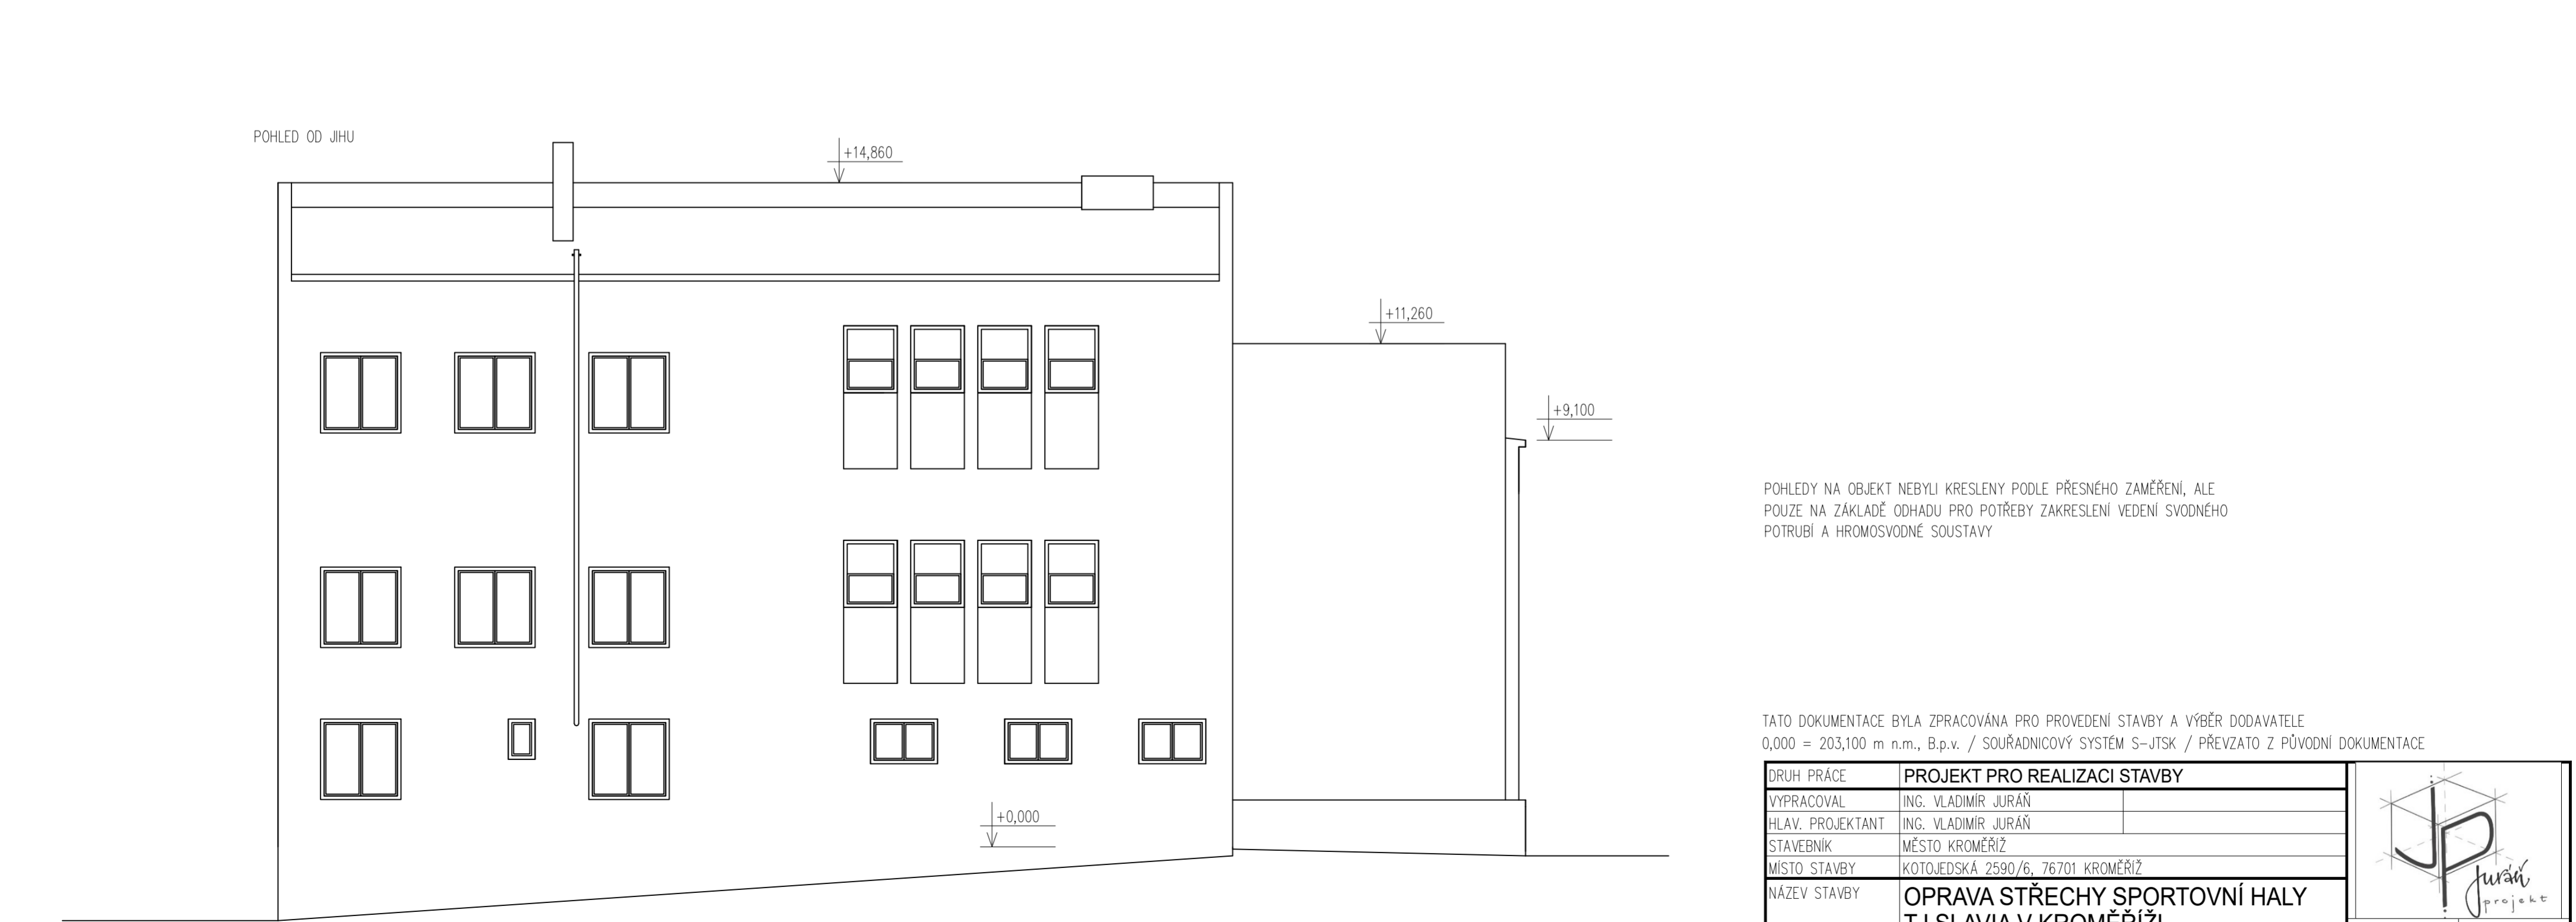 POHLED OD JIHU
+14,860
+11,260
+9,100
+0,000
POHLEDY NA OBJEKT NEBYLI KRESLENY PODLE PŘESNÉHO ZAMĚŘENÍ, ALE
POUZE NA ZÁKLADĚ ODHADU PRO POTŘEBY ZAKRESLENÍ VEDENÍ SVODNÉHO
POTRUBÍ A HROMOSVODNÉ SOUSTAVY
TATO DOKUMENTACE BYLA ZPRACOVÁNA PRO PROVEDENÍ STAVBY A VÝBĚR DODAVATELE
0,000 = 203,100 m n.m., B.p.v. / SOUŘADNICOVÝ SYSTÉM S-JTSK / PŘEVZATO Z PŮVODNÍ DOKUMENTACE
DRUH PRÁCE PROJEKT PRO REALIZACI STAVBY
VYPRACOVAL ING. VLADIMÍR JURÁŇ
HLAV. PROJEKTANT ING. VLADIMÍR JURÁŇ
STAVEBNÍK MĚSTO KROMĚŘÍŽ
MÍSTO STAVBY KOTOJEDSKÁ 2590/6, 76701 KROMĚŘÍŽ
NÁZEV STAVBY OPRAVA STŘECHY SPORTOVNÍ HALY
TJ SLAVIA V KROMĚŘÍŽI
JP
Juráň
projekt